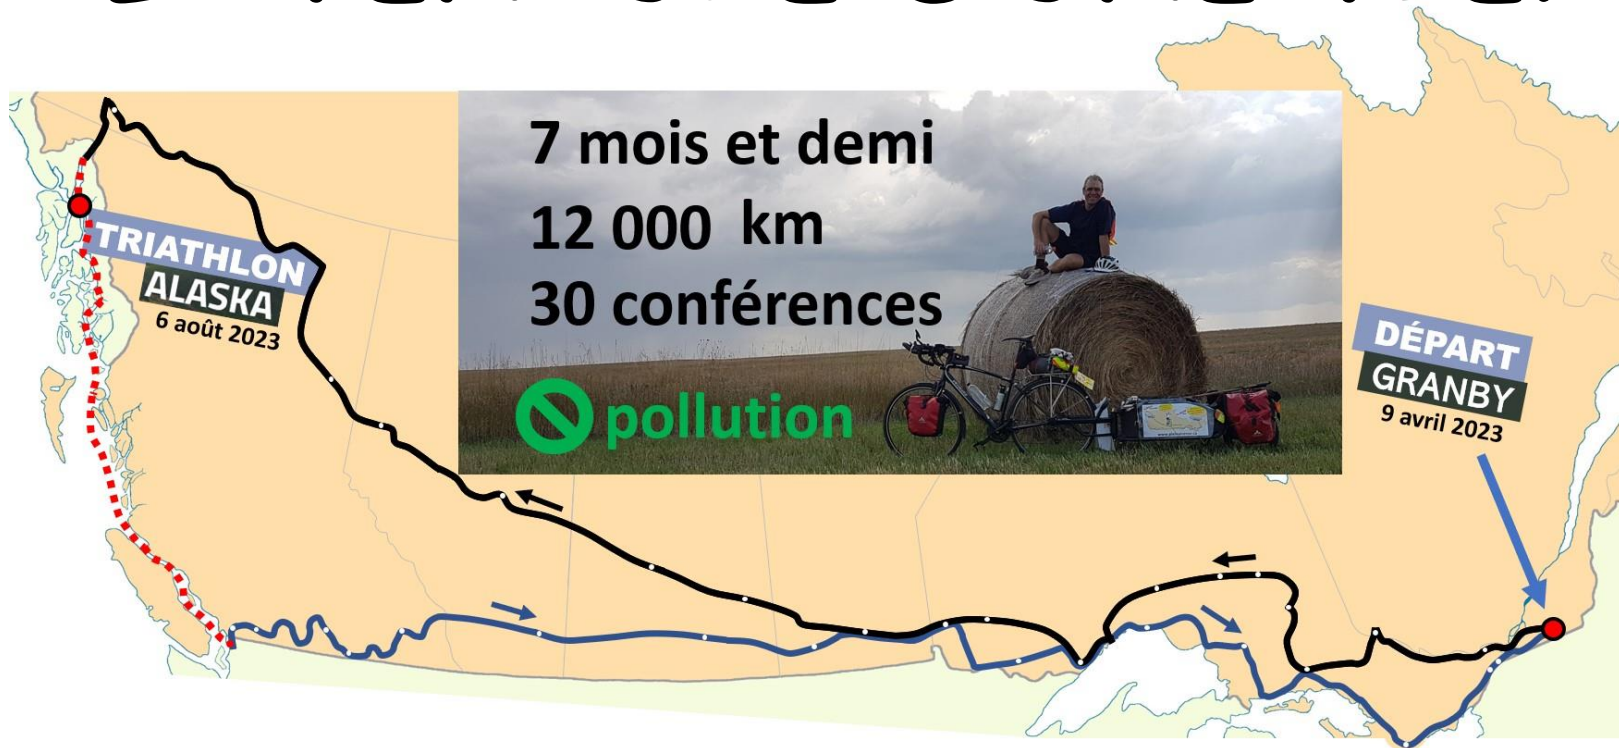 7 mois et demi
12 000 km
30 conférences
pollution
TRIATHLON
ALASKA
6 août 2023
DÉPART
GRANBY
9 avril 2023